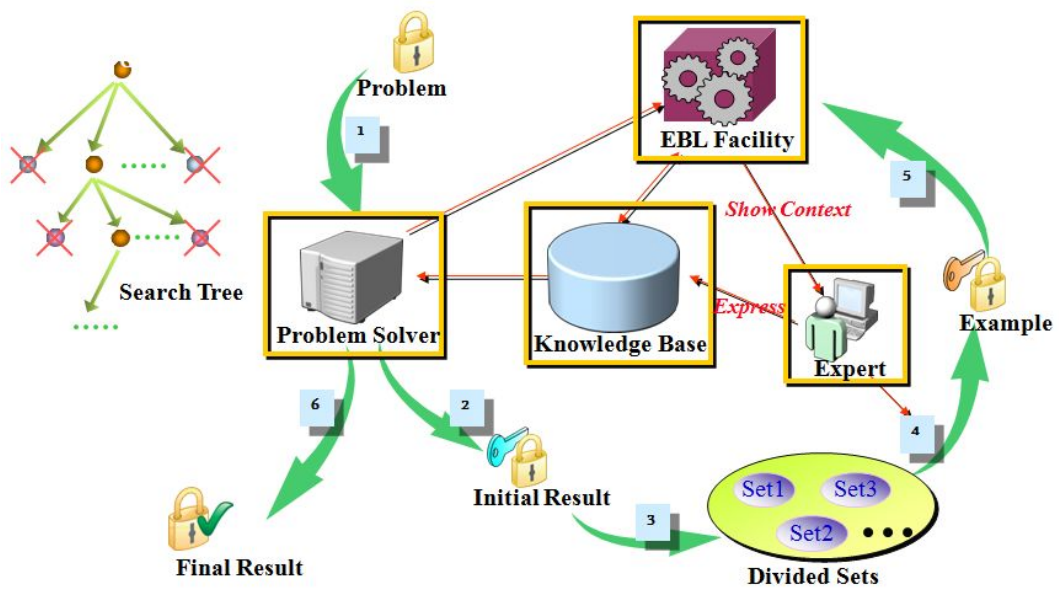 Problem
1
EBL Facility
5
Show Context
Search Tree
Problem Solver
Knowledge Base
Express
Expert
Example
6
2
4
Initial Result
3
Set1
Set3
Set2
Final Result
Divided Sets